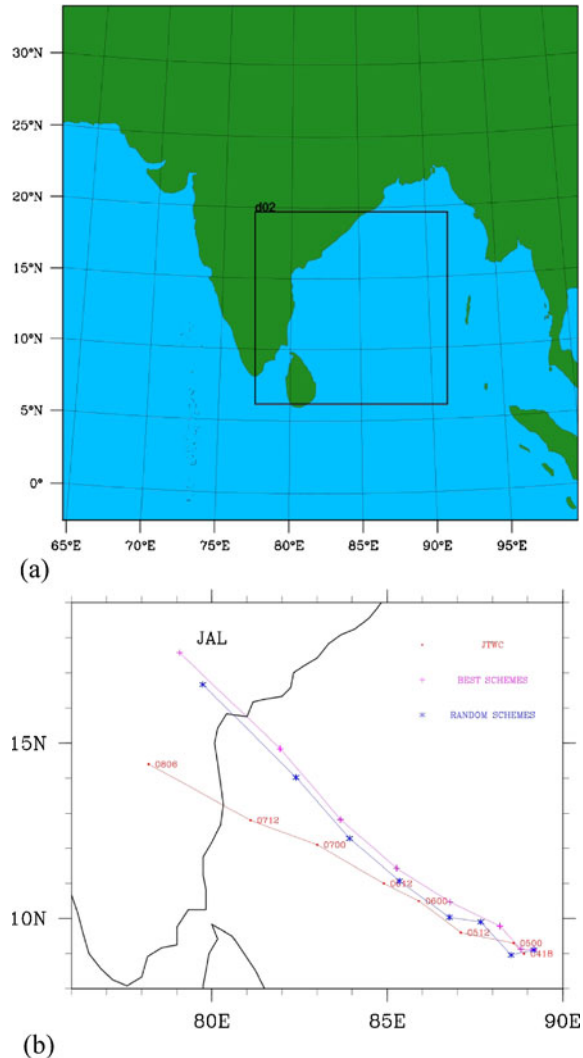 30°N
25°N
20°N
d02
15°N
10°N
5°N
0°
65°E 70°E 75°E 80°E 85°E 90°E 95°E
(a)
JAL
JTWC
BEST SCHEMES
RANDOM SCHEMES
15N
0806
0712
0700
0612
0600
0512
0500
0418
10N
80E 85E 90E
(b)